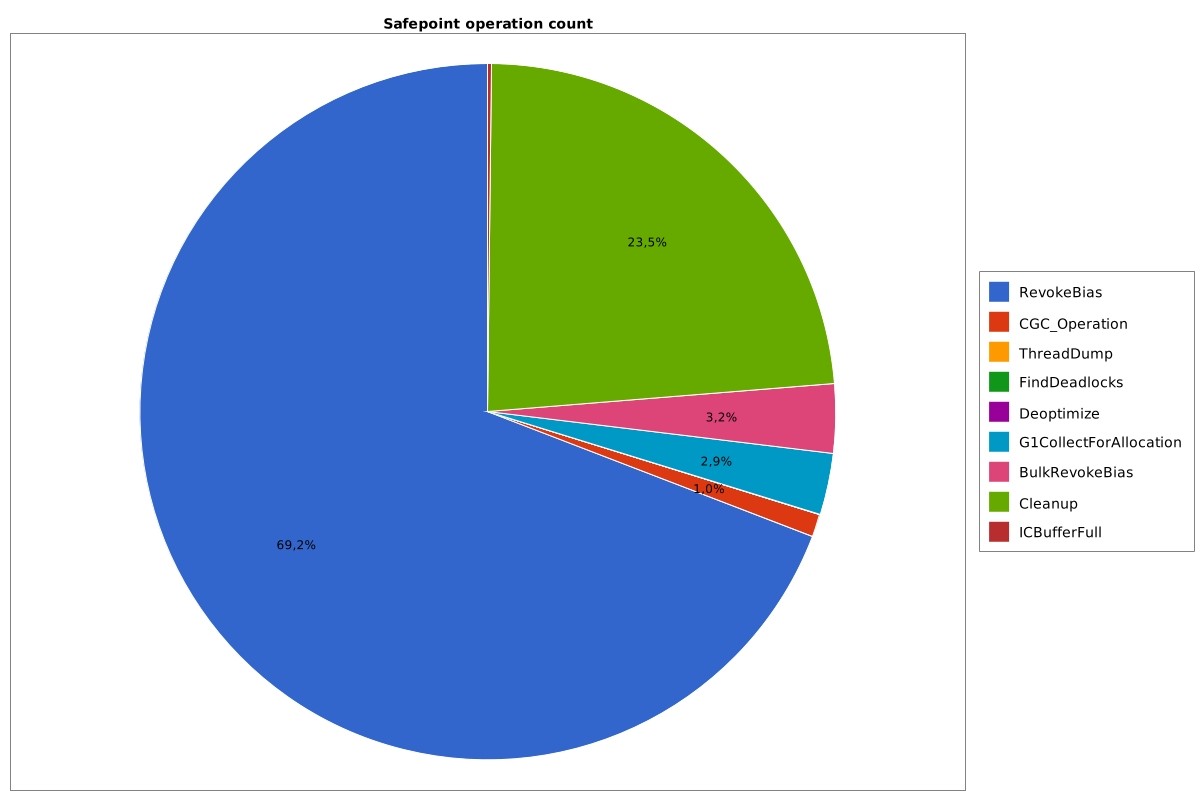 Safepoint operation count
23,5%
3,2%
2,9%
1,0%
69,2%
RevokeBias
CGC_Operation
ThreadDump
FindDeadlocks
Deoptimize
G1CollectForAllocation
BulkRevokeBias
Cleanup
ICBufferFull